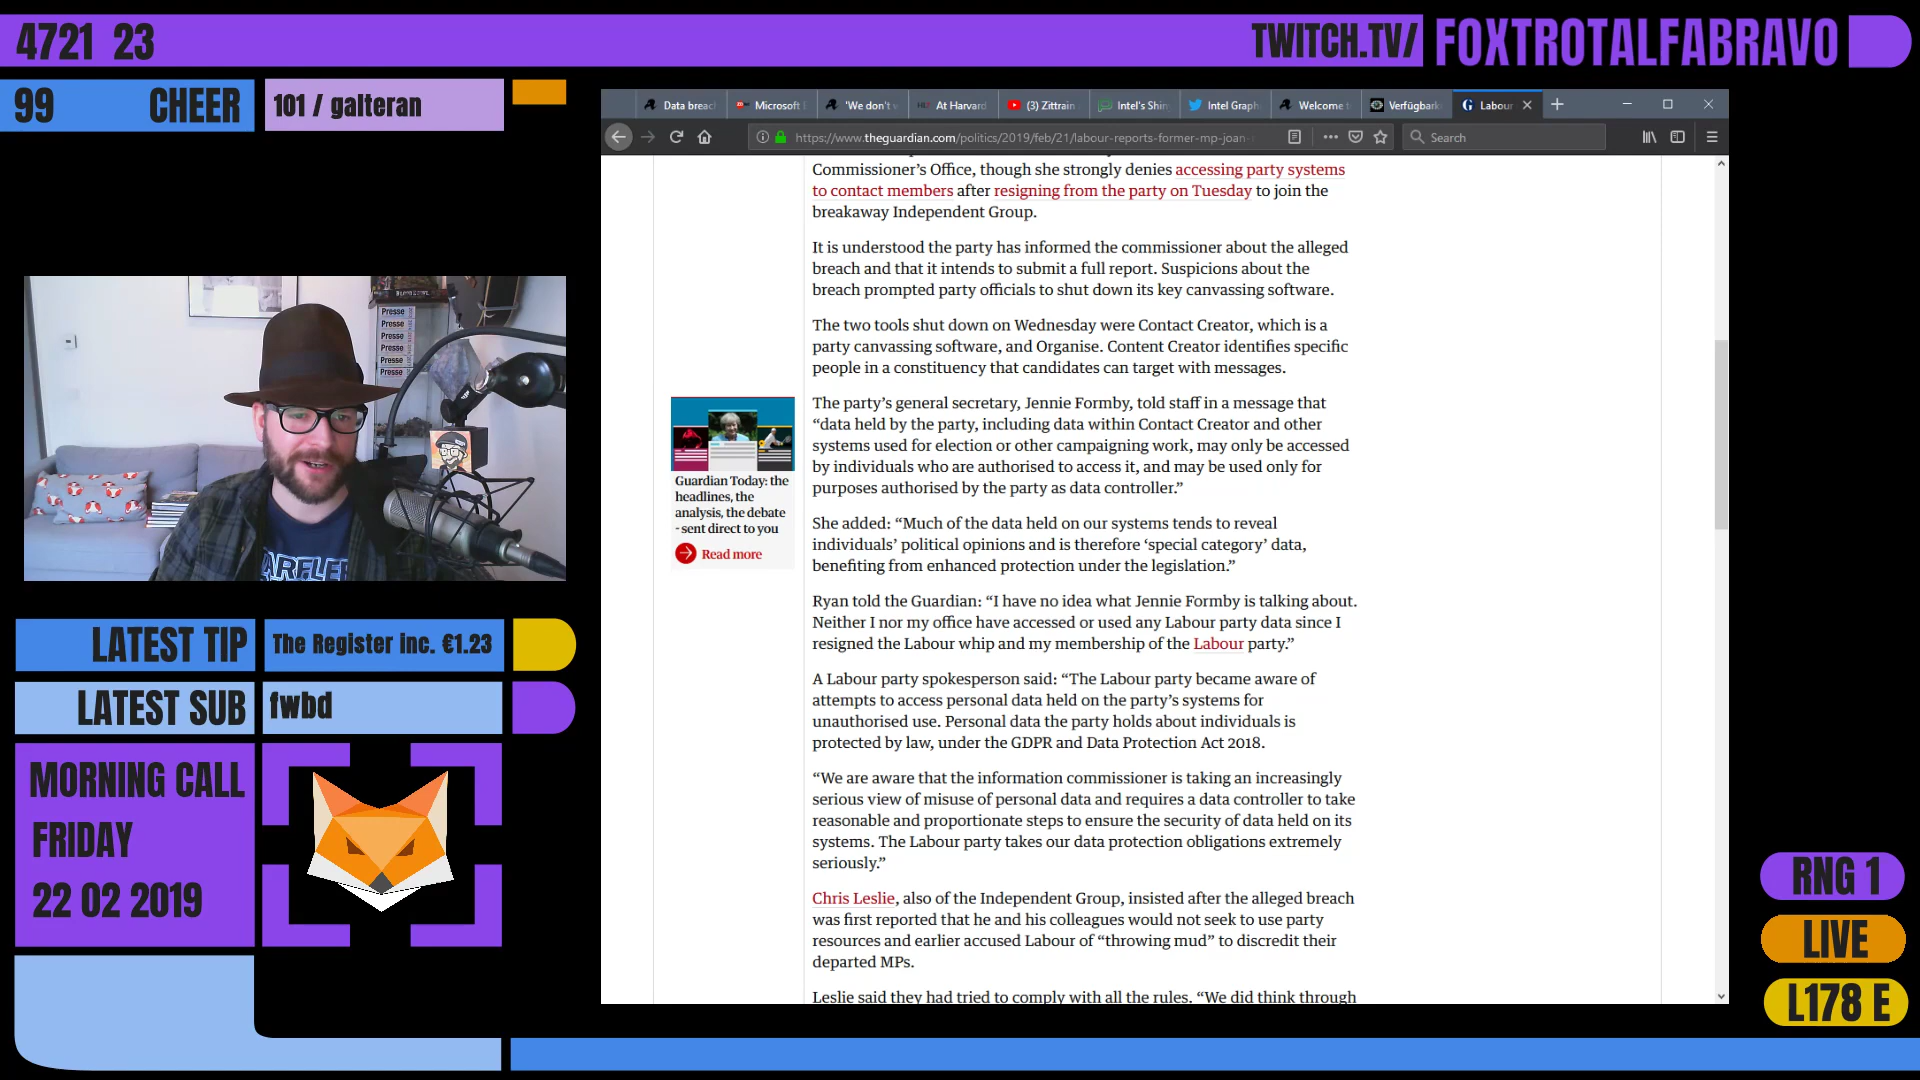 4721 23
TWITCH.TV/ FOXTROTALFABRAVO
99 CHEER
101 / galteran
Data breac
Microsoft
'We don't v
At Harvard
(3) Zittrain
Intel's Shin
Intel Graph
Welcome t
Verfügbark
Labour
https://www.theguardian.com/politics/2019/feb/21/labour-reports-former-mp-joan-
Search
Commissioner's Office, though she strongly denies accessing party systems
to contact members after resigning from the party on Tuesday to join the
breakaway Independent Group.
It is understood the party has informed the commissioner about the alleged
breach and that it intends to submit a full report. Suspicions about the
breach prompted party officials to shut down its key canvassing software.
The two tools shut down on Wednesday were Contact Creator, which is a
party canvassing software, and Organise. Content Creator identifies specific
people in a constituency that candidates can target with messages.
The party's general secretary, Jennie Formby, told staff in a message that
“data held by the party, including data within Contact Creator and other
systems used for election or other campaigning work, may only be accessed
by individuals who are authorised to access it, and may be used only for
purposes authorised by the party as data controller.”
Guardian Today: the
headlines, the
analysis, the debate
- sent direct to you
Read more
She added: “Much of the data held on our systems tends to reveal
individuals' political opinions and is therefore ‘special category’ data,
benefiting from enhanced protection under the legislation.”
Ryan told the Guardian: “I have no idea what Jennie Formby is talking about.
Neither I nor my office have accessed or used any Labour party data since I
resigned the Labour whip and my membership of the Labour party.”
A Labour party spokesperson said: “The Labour party became aware of
attempts to access personal data held on the party's systems for
unauthorised use. Personal data the party holds about individuals is
protected by law, under the GDPR and Data Protection Act 2018.
“We are aware that the information commissioner is taking an increasingly
serious view of misuse of personal data and requires a data controller to take
reasonable and proportionate steps to ensure the security of data held on its
systems. The Labour party takes our data protection obligations extremely
seriously.”
Chris Leslie, also of the Independent Group, insisted after the alleged breach
was first reported that he and his colleagues would not seek to use party
resources and earlier accused Labour of “throwing mud” to discredit their
departed MPs.
Leslie said they had tried to comply with all the rules. “We did think through
Presse
Presse
Presse
Presse
Presse
Presse
LATEST TIP
The Register inc. €1.23
LATEST SUB
fwbd
MORNING CALL
FRIDAY
22 02 2019
RNG 1
LIVE
L178 E